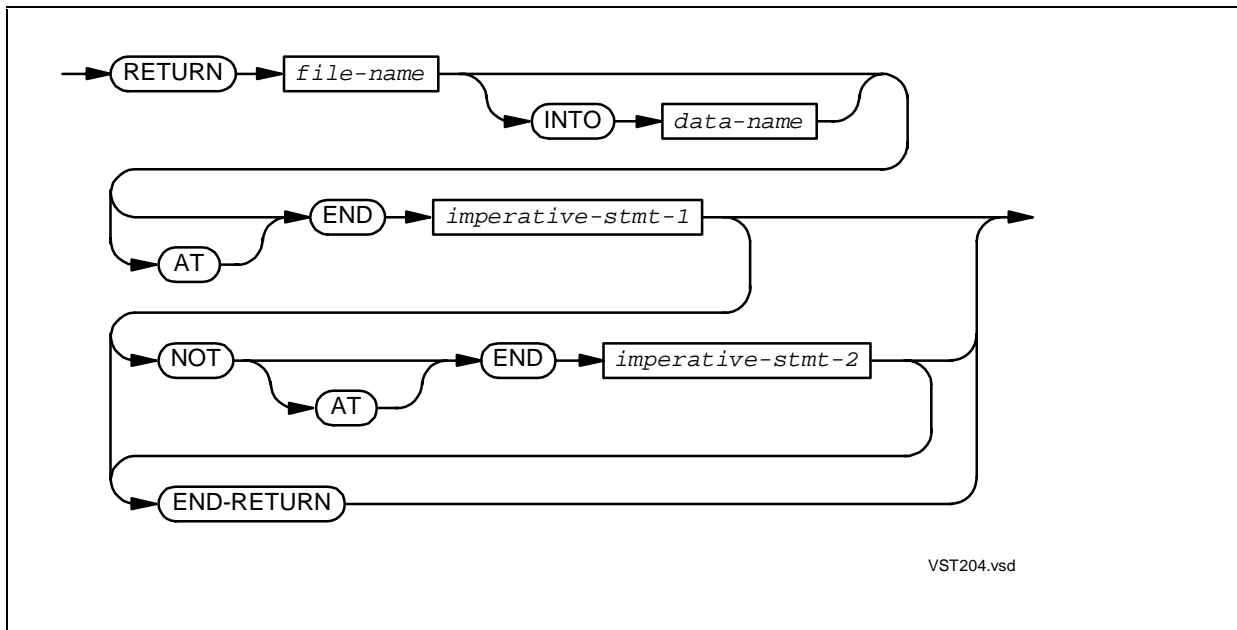 RETURN file-name
INTO data-name
END imperative-stmt-1
AT
NOT END imperative-stmt-2
AT
END-RETURN
VST204.vsd